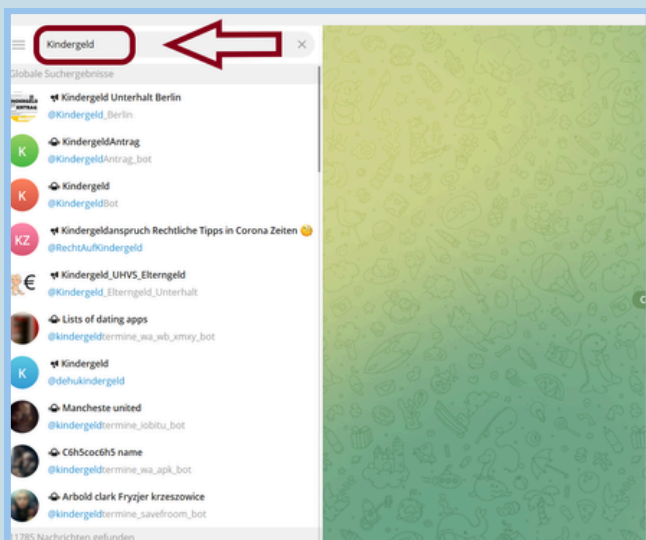 Kindergeld
Globale Suchergebnisse
Kindergeld Unterhalt Berlin
@Kindergeld_Berlin
K
KindergeldAntrag
@KindergeldAntrag_bot
K
Kindergeld
@KindergeldBot
KZ
Kindergeldanspruch Rechtliche Tipps in Corona Zeiten
@RechtAufKindergeld
€
Kindergeld_UHVS_Elterngeld
@Kindergeld_Elterngeld_Unterhalt
Lists of dating apps
@kindergeldtermine_wa_wb_xmxy_bot
K
Kindergeld
@dehukindergeld
Mancheste united
@kindergeldtermine_iobitu_bot
C6h5coc6h5 name
@kindergeldtermine_wa_apk_bot
Arbold clark Fryzjer krzeszowice
@kindergeldtermine_savefroom_bot
11785 Nachrichten gefunden